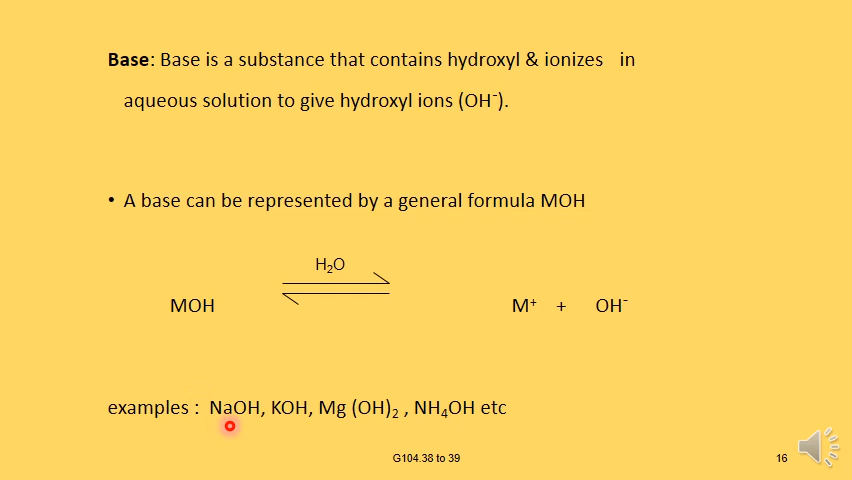 Base: Base is a substance that contains hydroxyl & ionizes in
aqueous solution to give hydroxyl ions (OH⁻).
• A base can be represented by a general formula MOH
H₂O
MOH M⁺ + OH⁻
examples : NaOH, KOH, Mg (OH)₂ , NH₄OH etc
G104.38 to 39 16